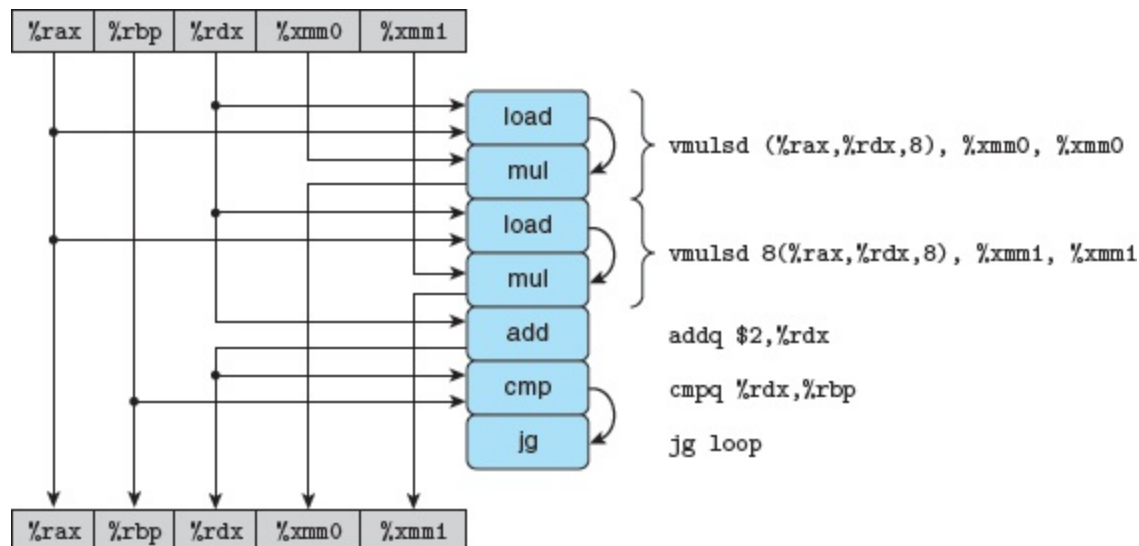 %rax %rbp %rdx %xmm0 %xmm1
load
mul
vmulsd (%rax,%rdx,8), %xmm0, %xmm0
load
mul
vmulsd 8(%rax,%rdx,8), %xmm1, %xmm1
add
addq $2,%rdx
cmp
cmpq %rdx,%rbp
jg
jg loop
%rax %rbp %rdx %xmm0 %xmm1